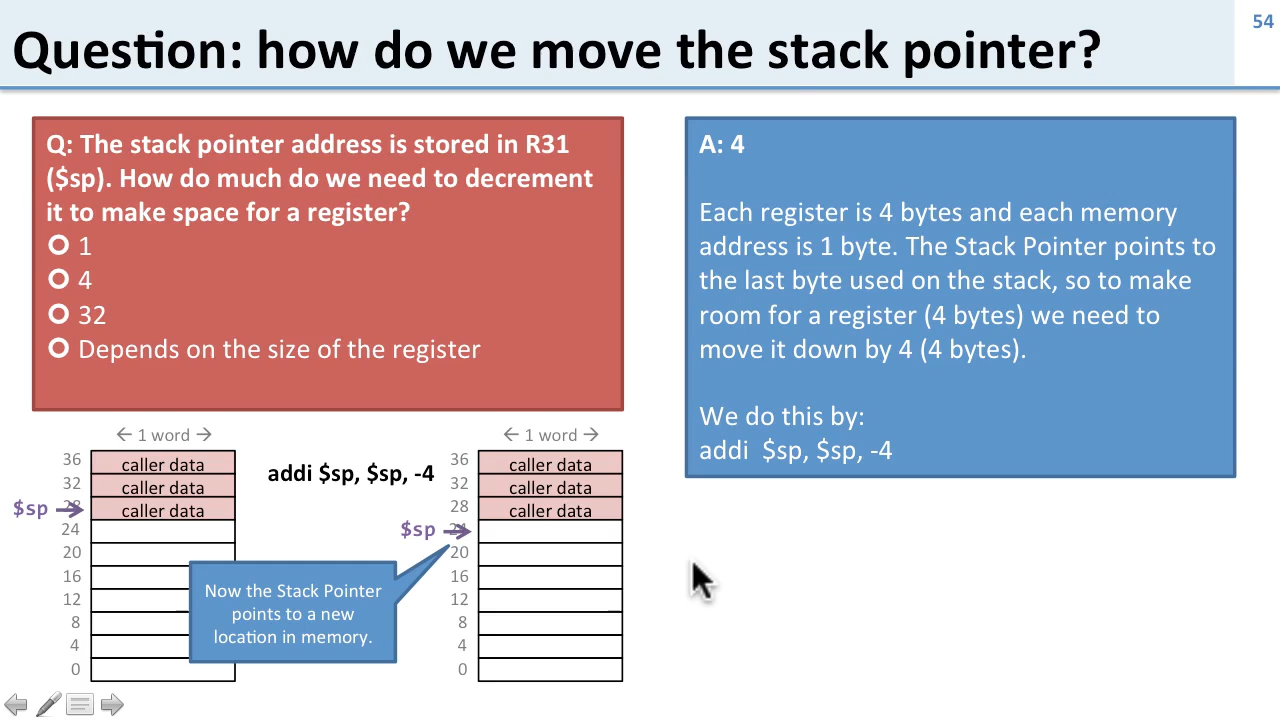 54
Question: how do we move the stack pointer?
Q: The stack pointer address is stored in R31
($sp). How do much do we need to decrement
it to make space for a register?
1
4
32
Depends on the size of the register
A: 4
Each register is 4 bytes and each memory
address is 1 byte. The Stack Pointer points to
the last byte used on the stack, so to make
room for a register (4 bytes) we need to
move it down by 4 (4 bytes).
We do this by:
addi $sp, $sp, -4
← 1 word →
36 caller data
32 caller data
$sp 28 caller data
24
20
16
12
8
4
0
addi $sp, $sp, -4
← 1 word →
36 caller data
32 caller data
28 caller data
$sp 24
20
16
12
8
4
0
Now the Stack Pointer
points to a new
location in memory.